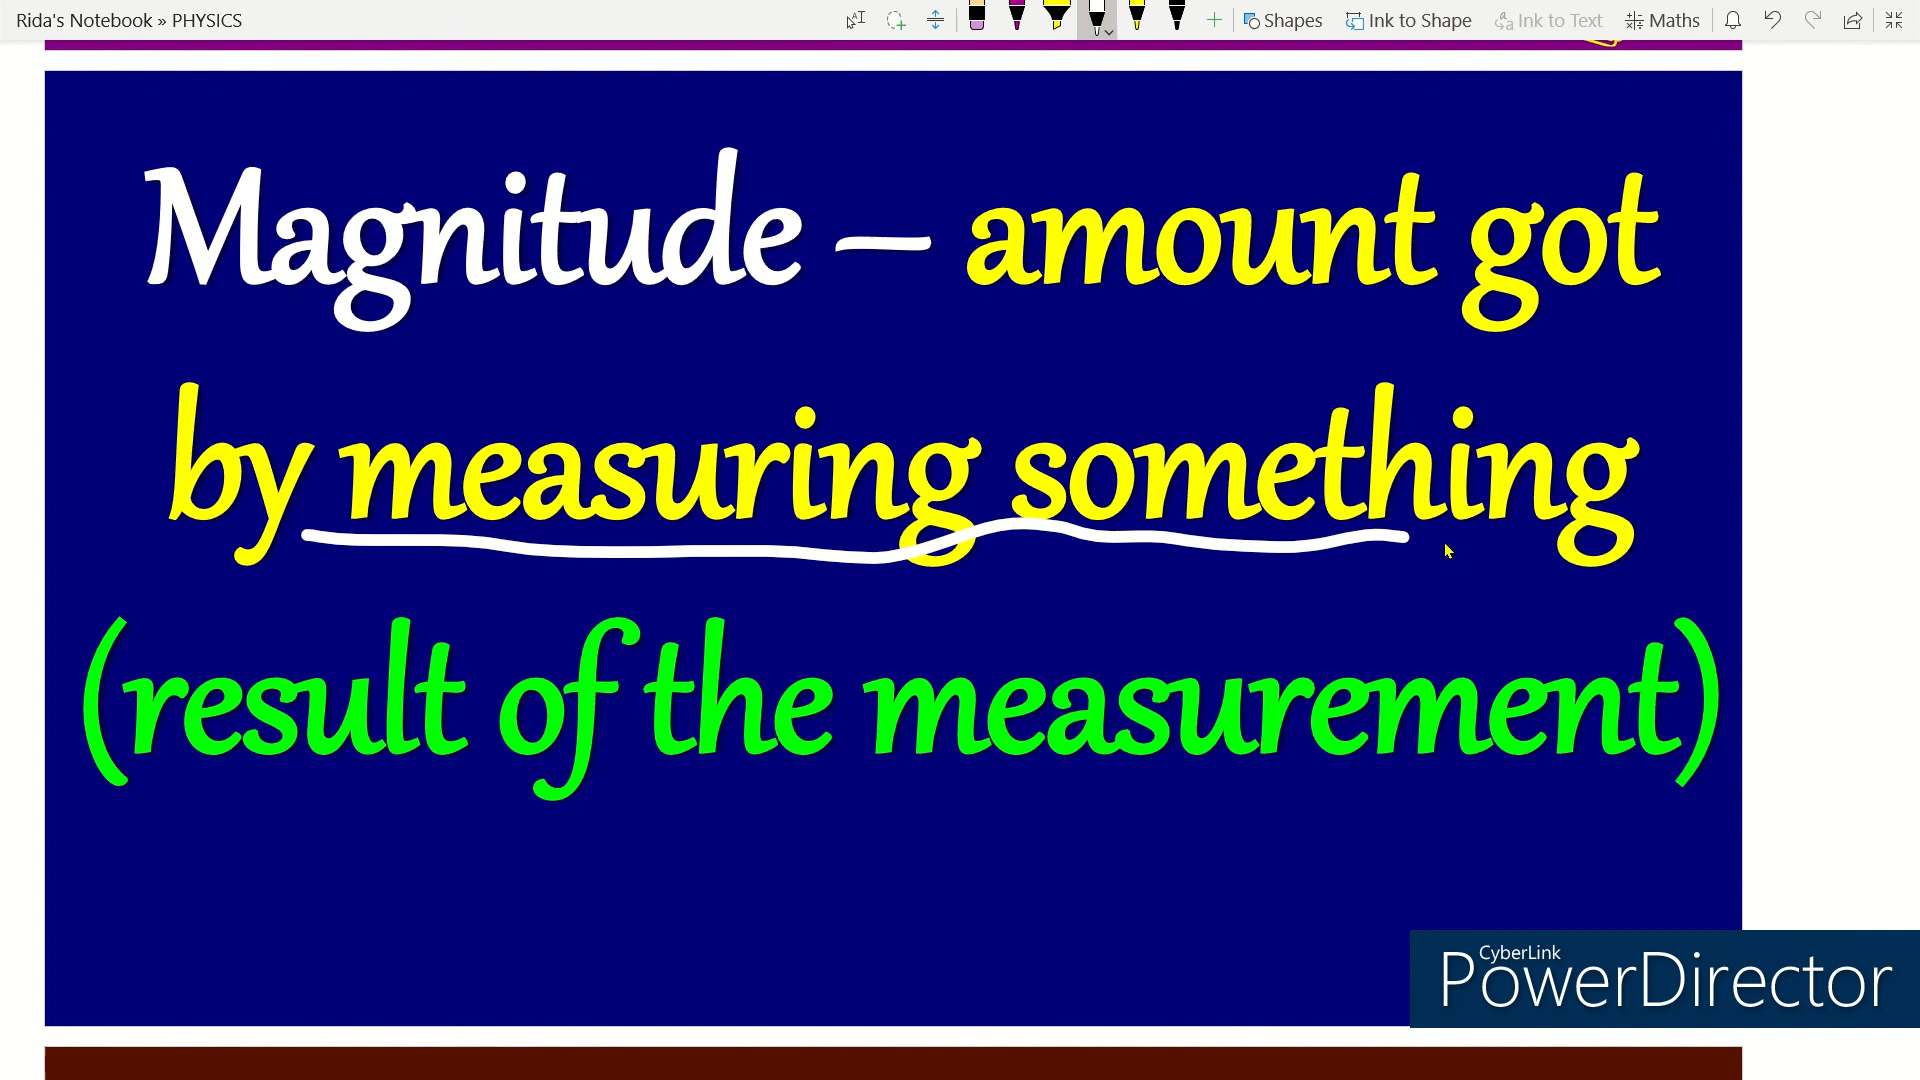 Rida's Notebook » PHYSICS
Shapes Ink to Shape Ink to Text Maths
Magnitude – amount got
by measuring something
(result of the measurement)
CyberLink
PowerDirector